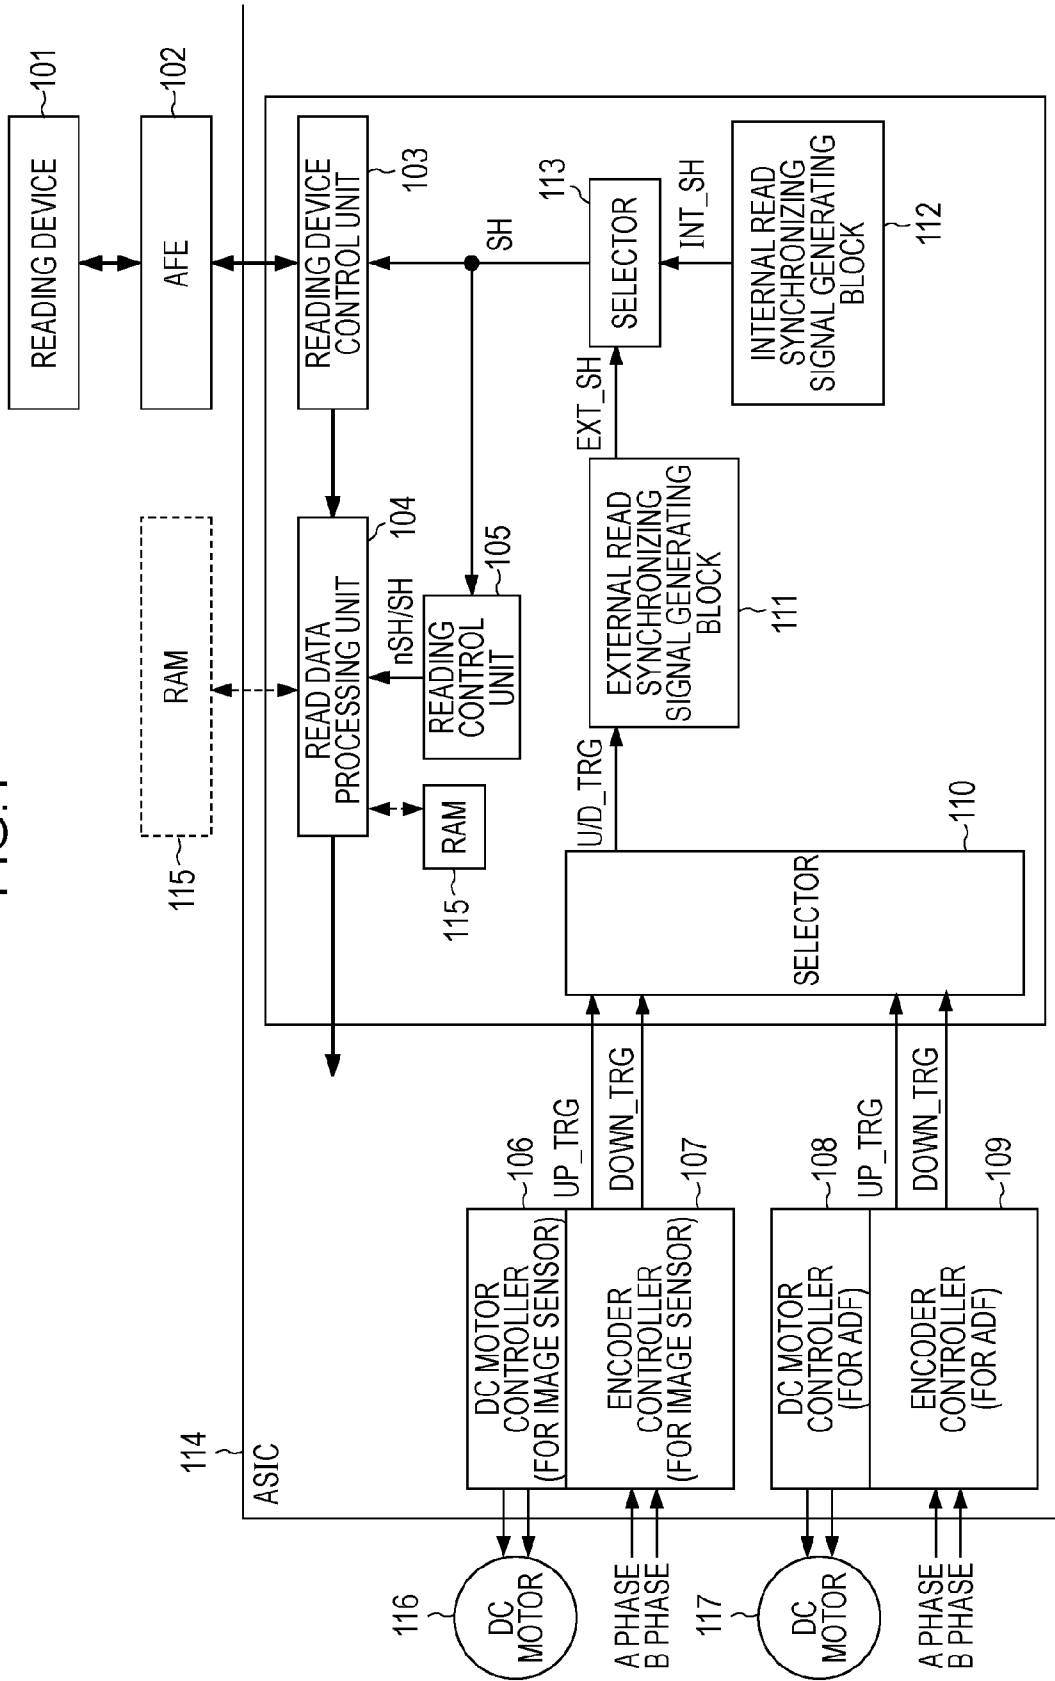 114
ASIC
115
RAM
102
AFE
101
READING DEVICE
READ DATA
PROCESSING UNIT
104
READING DEVICE
CONTROL UNIT
103
115
RAM
nSH/SH
READING
CONTROL
UNIT
105
SH
116
DC
MOTOR
DC MOTOR
CONTROLLER
(FOR IMAGE SENSOR)
106
UP_TRG
A PHASE
B PHASE
ENCODER
CONTROLLER
(FOR IMAGE SENSOR)
107
DOWN_TRG
U/D_TRG
EXTERNAL READ
SYNCHRONIZING
SIGNAL GENERATING
BLOCK
111
EXT_SH
SELECTOR
113
INT_SH
117
DC
MOTOR
DC MOTOR
CONTROLLER
(FOR ADF)
108
UP_TRG
A PHASE
B PHASE
ENCODER
CONTROLLER
(FOR ADF)
109
DOWN_TRG
SELECTOR
110
INTERNAL READ
SYNCHRONIZING
SIGNAL GENERATING
BLOCK
112